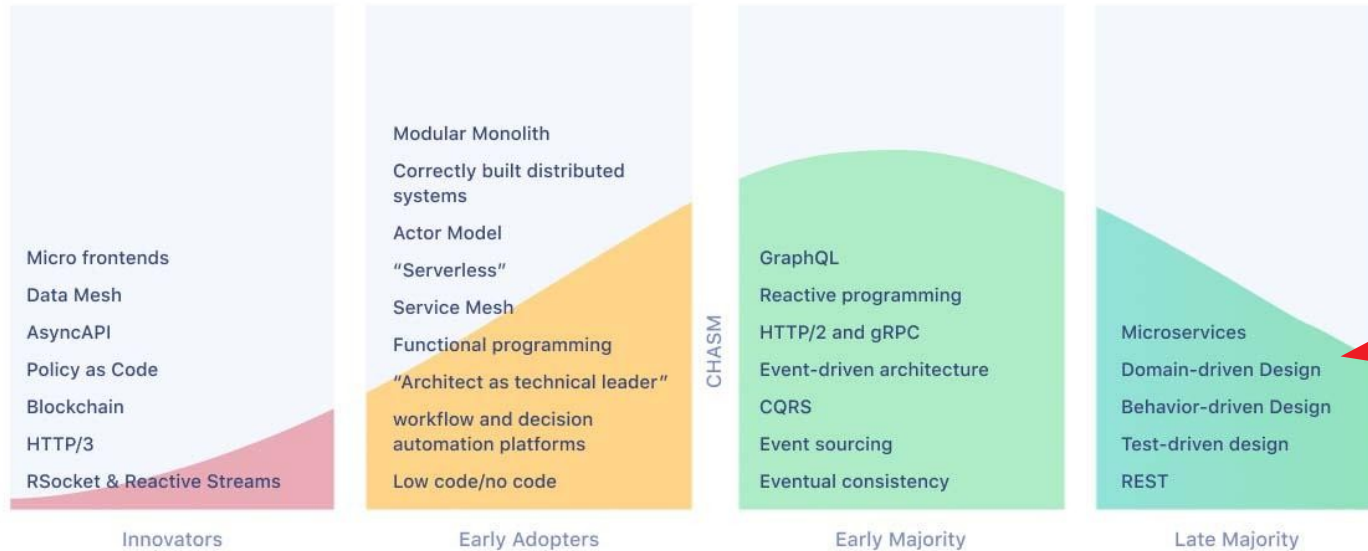 Micro frontends
Data Mesh
AsyncAPI
Policy as Code
Blockchain
HTTP/3
RSocket & Reactive Streams
Innovators
Modular Monolith
Correctly built distributed
systems
Actor Model
“Serverless”
Service Mesh
Functional programming
“Architect as technical leader”
workflow and decision
automation platforms
Low code/no code
Early Adopters
CHASM
GraphQL
Reactive programming
HTTP/2 and gRPC
Event-driven architecture
CQRS
Event sourcing
Eventual consistency
Early Majority
Microservices
Domain-driven Design
Behavior-driven Design
Test-driven design
REST
Late Majority